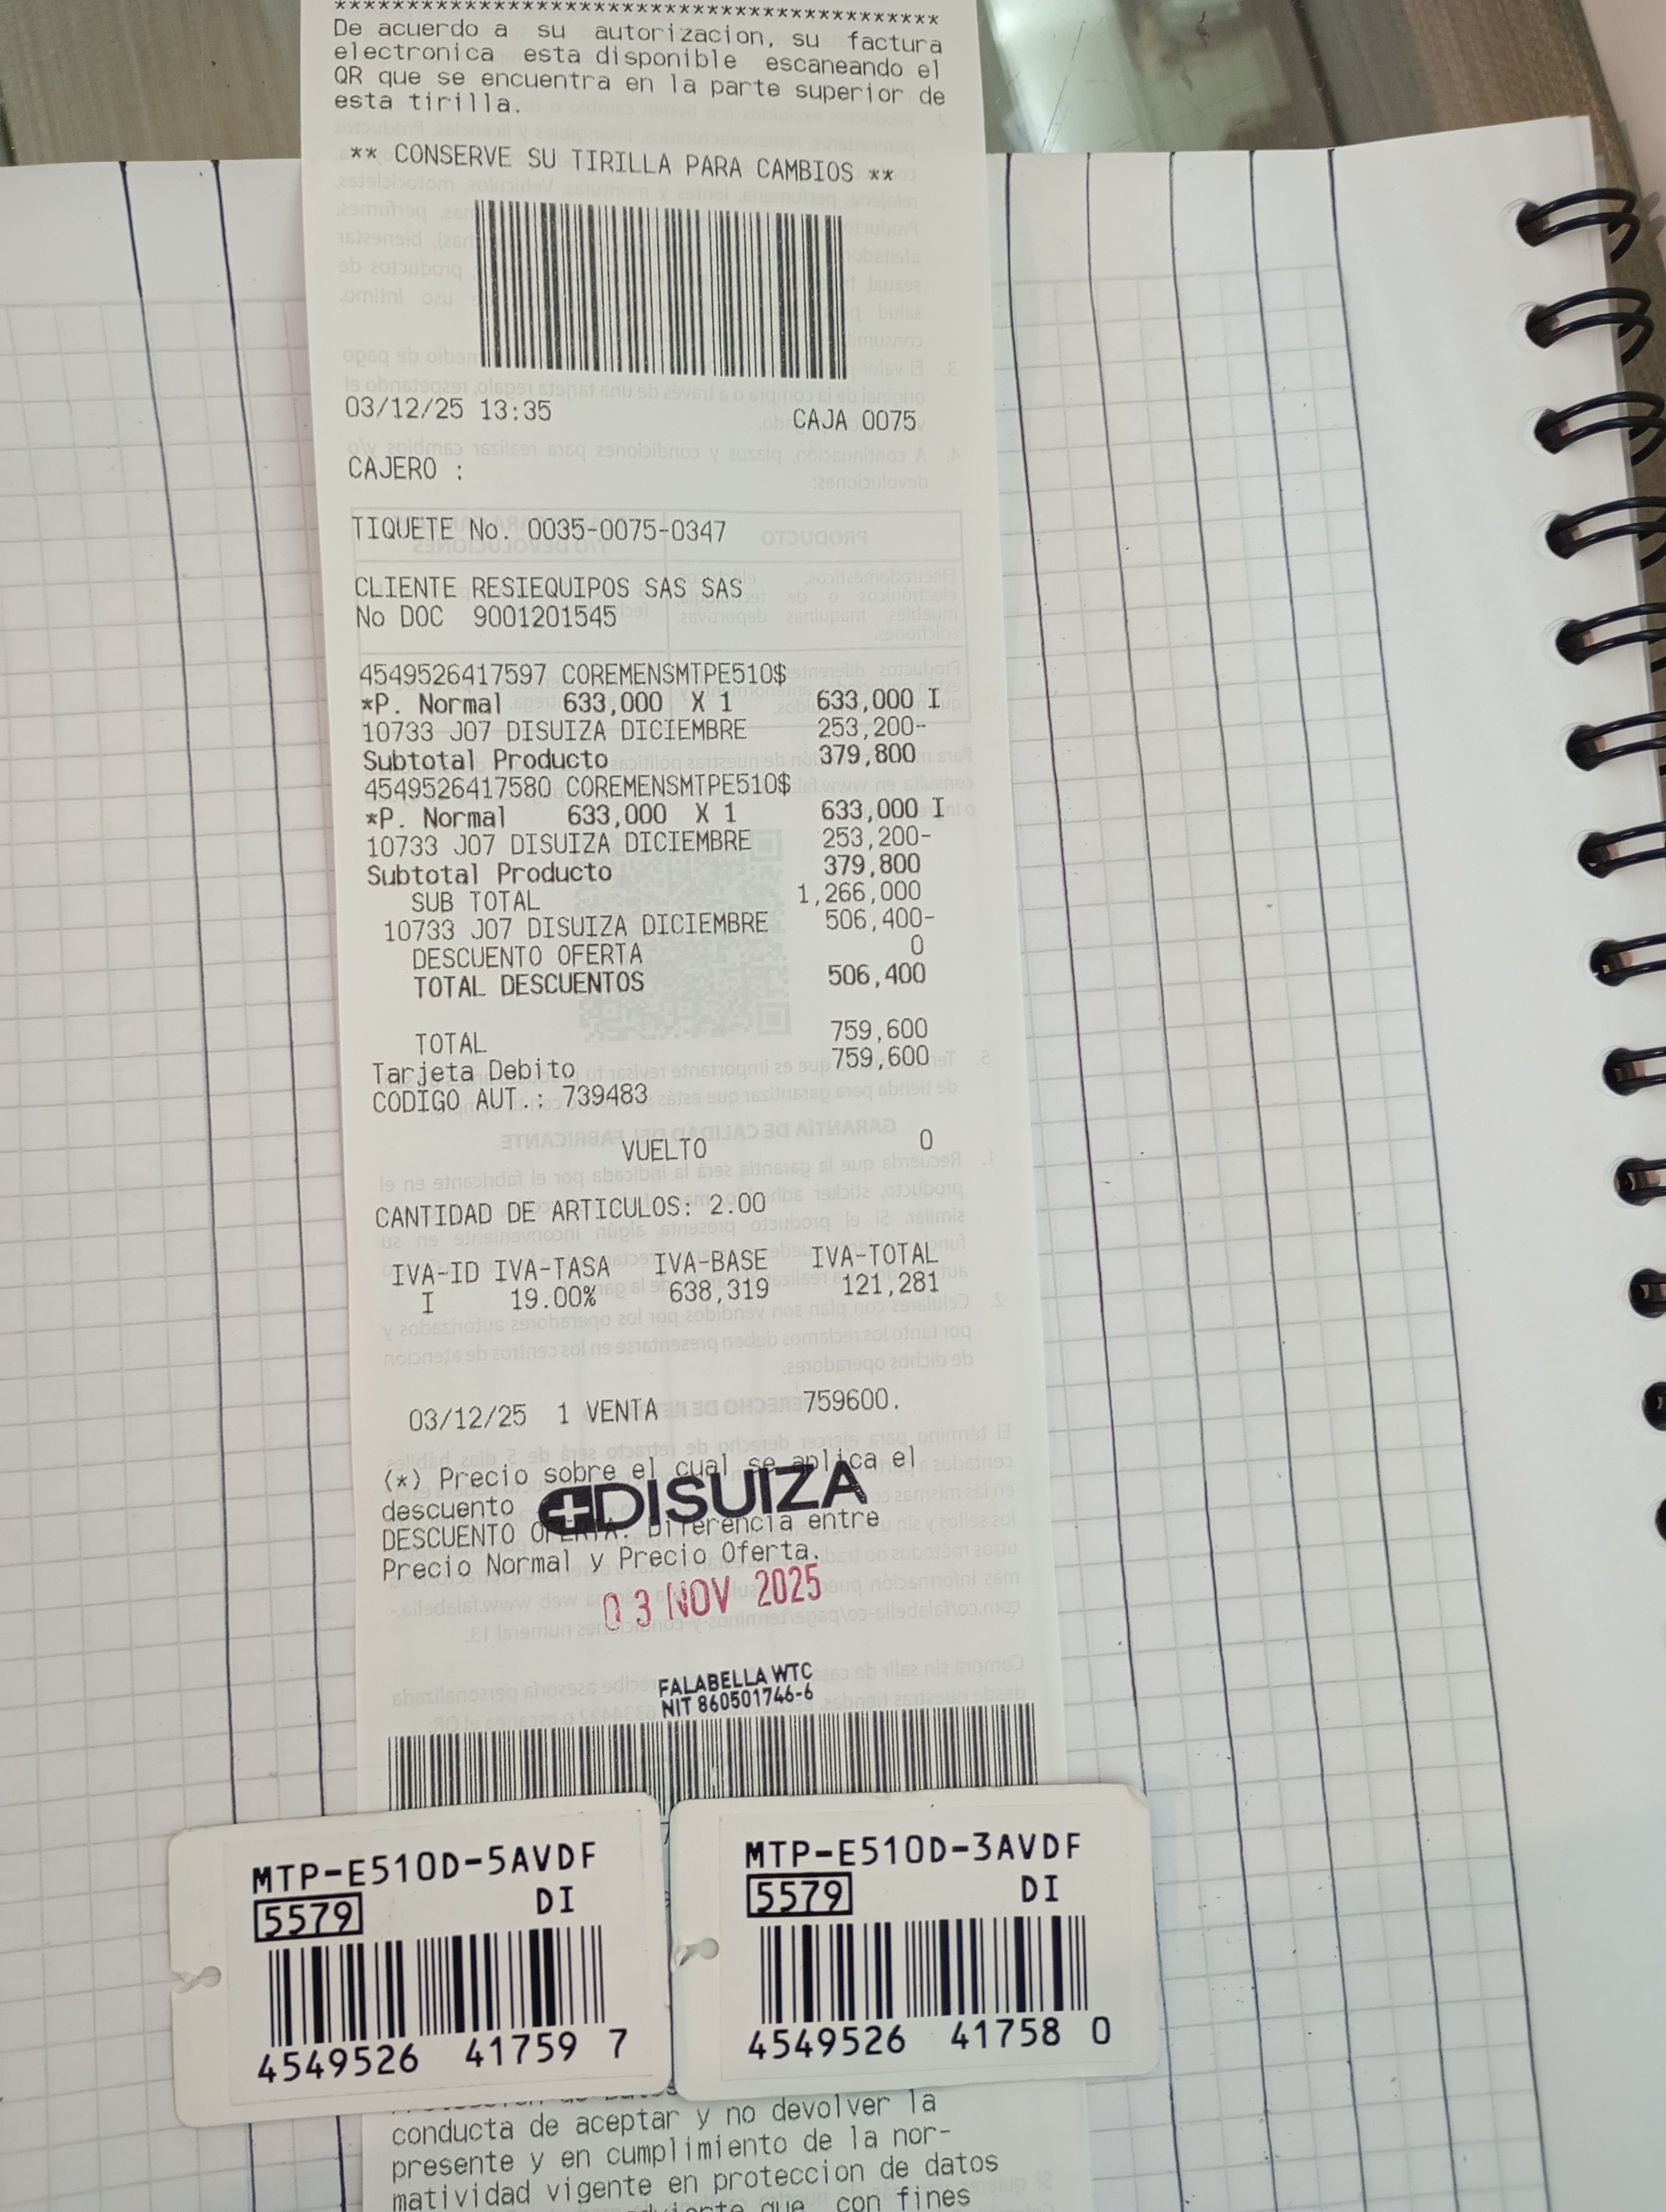 ******************************************
De acuerdo a su autorizacion, su factura
electronica esta disponible escaneando el
QR que se encuentra en la parte superior de
esta tirilla.
** CONSERVE SU TIRILLA PARA CAMBIOS **
03/12/25 13:35 CAJA 0075
CAJERO :
TIQUETE No. 0035-0075-0347
CLIENTE RESIEQUIPOS SAS SAS
No DOC 9001201545
4549526417597 COREMENSMTPE510$
*P. Normal 633,000 X 1 633,000 I
10733 J07 DISUIZA DICIEMBRE 253,200-
Subtotal Producto 379,800
4549526417580 COREMENSMTPE510$
*P. Normal 633,000 X 1 633,000 I
10733 J07 DISUIZA DICIEMBRE 253,200-
Subtotal Producto 379,800
SUB TOTAL 1,266,000
10733 J07 DISUIZA DICIEMBRE 506,400-
DESCUENTO OFERTA 0
TOTAL DESCUENTOS 506,400
TOTAL 759,600
Tarjeta Debito 759,600
CODIGO AUT.: 739483
VUELTO 0
CANTIDAD DE ARTICULOS: 2.00
IVA-ID IVA-TASA IVA-BASE IVA-TOTAL
I 19.00% 638,319 121,281
03/12/25 1 VENTA 759600.
(*) Precio sobre el cual se aplica el
descuento
DISUIZA
DESCUENTO OFERTA. Diferencia entre
Precio Normal y Precio Oferta.
03 NOV 2025
FALABELLA WTC
NIT 860501746-6
MTP-E510D-5AVDF
5579 DI
4549526 41759 7
MTP-E510D-3AVDF
5579 DI
4549526 41758 0
conducta de aceptar y no devolver la
presente y en cumplimiento de la nor-
matividad vigente en proteccion de datos
que con fines